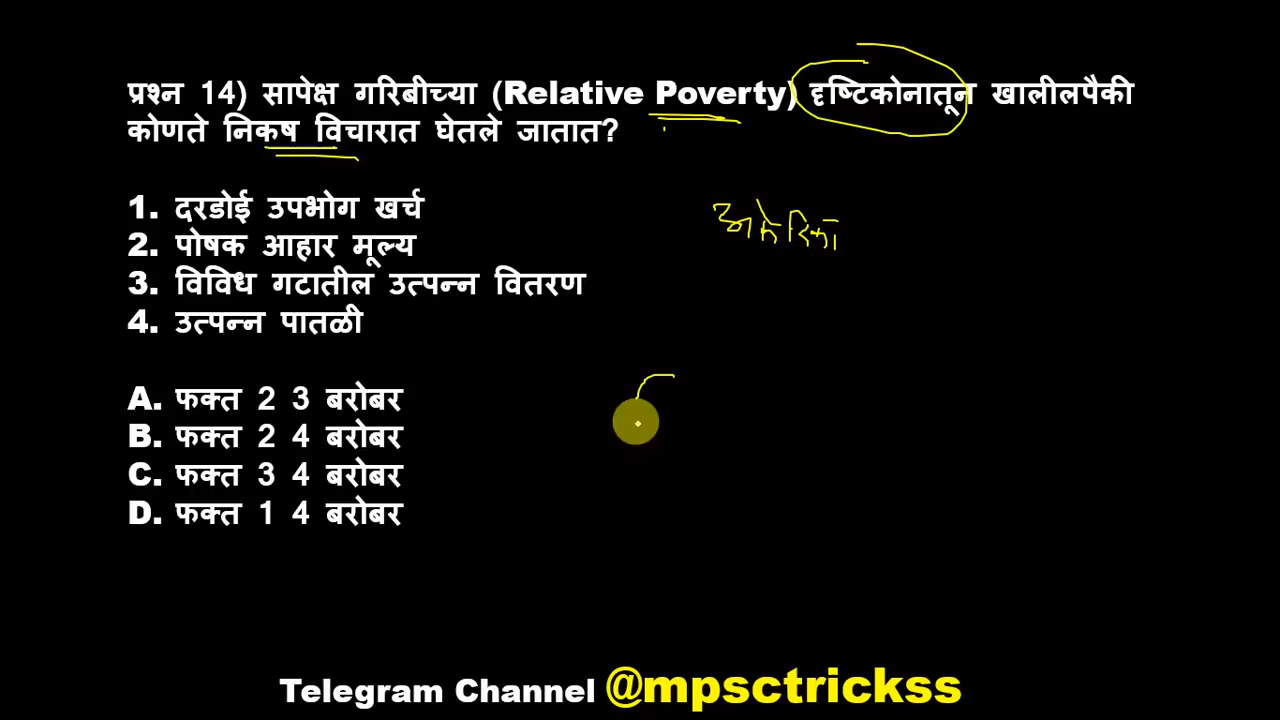 प्रश्न 14) सापेक्ष गरिबीच्या (Relative Poverty) दृष्टिकोनातून खालीलपैकी
कोणते निकष विचारात घेतले जातात?
अमेरिका
1. दरडोई उपभोग खर्च
2. पोषक आहार मूल्य
3. विविध गटातील उत्पन्न वितरण
4. उत्पन्न पातळी
A. फक्त 2 3 बरोबर
B. फक्त 2 4 बरोबर
C. फक्त 3 4 बरोबर
D. फक्त 1 4 बरोबर
Telegram Channel @mpsctrickss